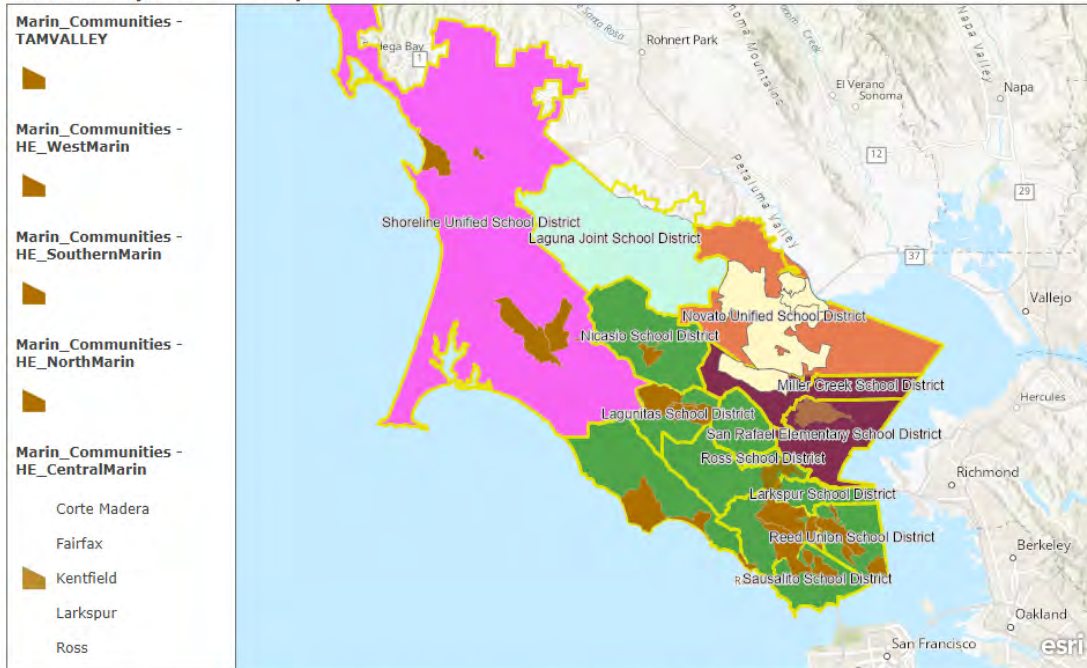 Marin_Communities -
TAMVALLEY
Marin_Communities -
HE_WestMarin
Marin_Communities -
HE_SouthernMarin
Marin_Communities -
HE_NorthMarin
Marin_Communities -
HE_CentralMarin
Corte Madera
Fairfax
Kentfield
Larkspur
Ross
Santa Rosa
Rohnert Park
1
El Verano
Sonoma
Napa
Napa Valley
12
29
Petaluma Valley
Shoreline Unified School District
Laguna Joint School District
37
Vallejo
Novato Unified School District
Nicasio School District
Miller Creek School District
Hercules
Lagunitas School District
San Rafael Elementary School District
Ross School District
Richmond
Larkspur School District
Reed Union School District
Berkeley
Sausalito School District
Oakland
San Francisco
esri